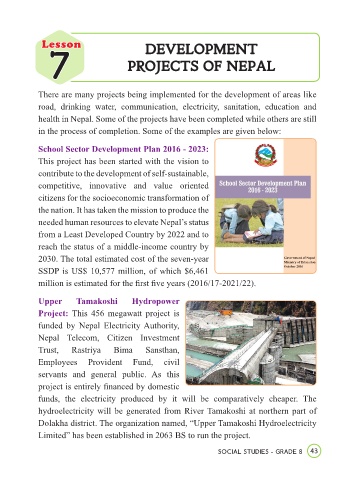 Lesson
7
DEVELOPMENT
PROJECTS OF NEPAL
There are many projects being implemented for the development of areas like
road, drinking water, communication, electricity, sanitation, education and
health in Nepal. Some of the projects have been completed while others are still
in the process of completion. Some of the examples are given below:
School Sector Development Plan 2016 - 2023:
This project has been started with the vision to
contribute to the development of self-sustainable,
competitive, innovative and value oriented
citizens for the socioeconomic transformation of
the nation. It has taken the mission to produce the
needed human resources to elevate Nepal's status
from a Least Developed Country by 2022 and to
reach the status of a middle-income country by
2030. The total estimated cost of the seven-year
SSDP is US$ 10,577 million, of which $6,461
million is estimated for the first five years (2016/17-2021/22).
School Sector Development Plan
2016 - 2023
Government of Nepal
Ministry of Education
October 2016
Upper Tamakoshi Hydropower
Project: This 456 megawatt project is
funded by Nepal Electricity Authority,
Nepal Telecom, Citizen Investment
Trust, Rastriya Bima Sansthan,
Employees Provident Fund, civil
servants and general public. As this
project is entirely financed by domestic
funds, the electricity produced by it will be comparatively cheaper. The
hydroelectricity will be generated from River Tamakoshi at northern part of
Dolakha district. The organization named, “Upper Tamakoshi Hydroelectricity
Limited” has been established in 2063 BS to run the project.
SOCIAL STUDIES - GRADE 8 43